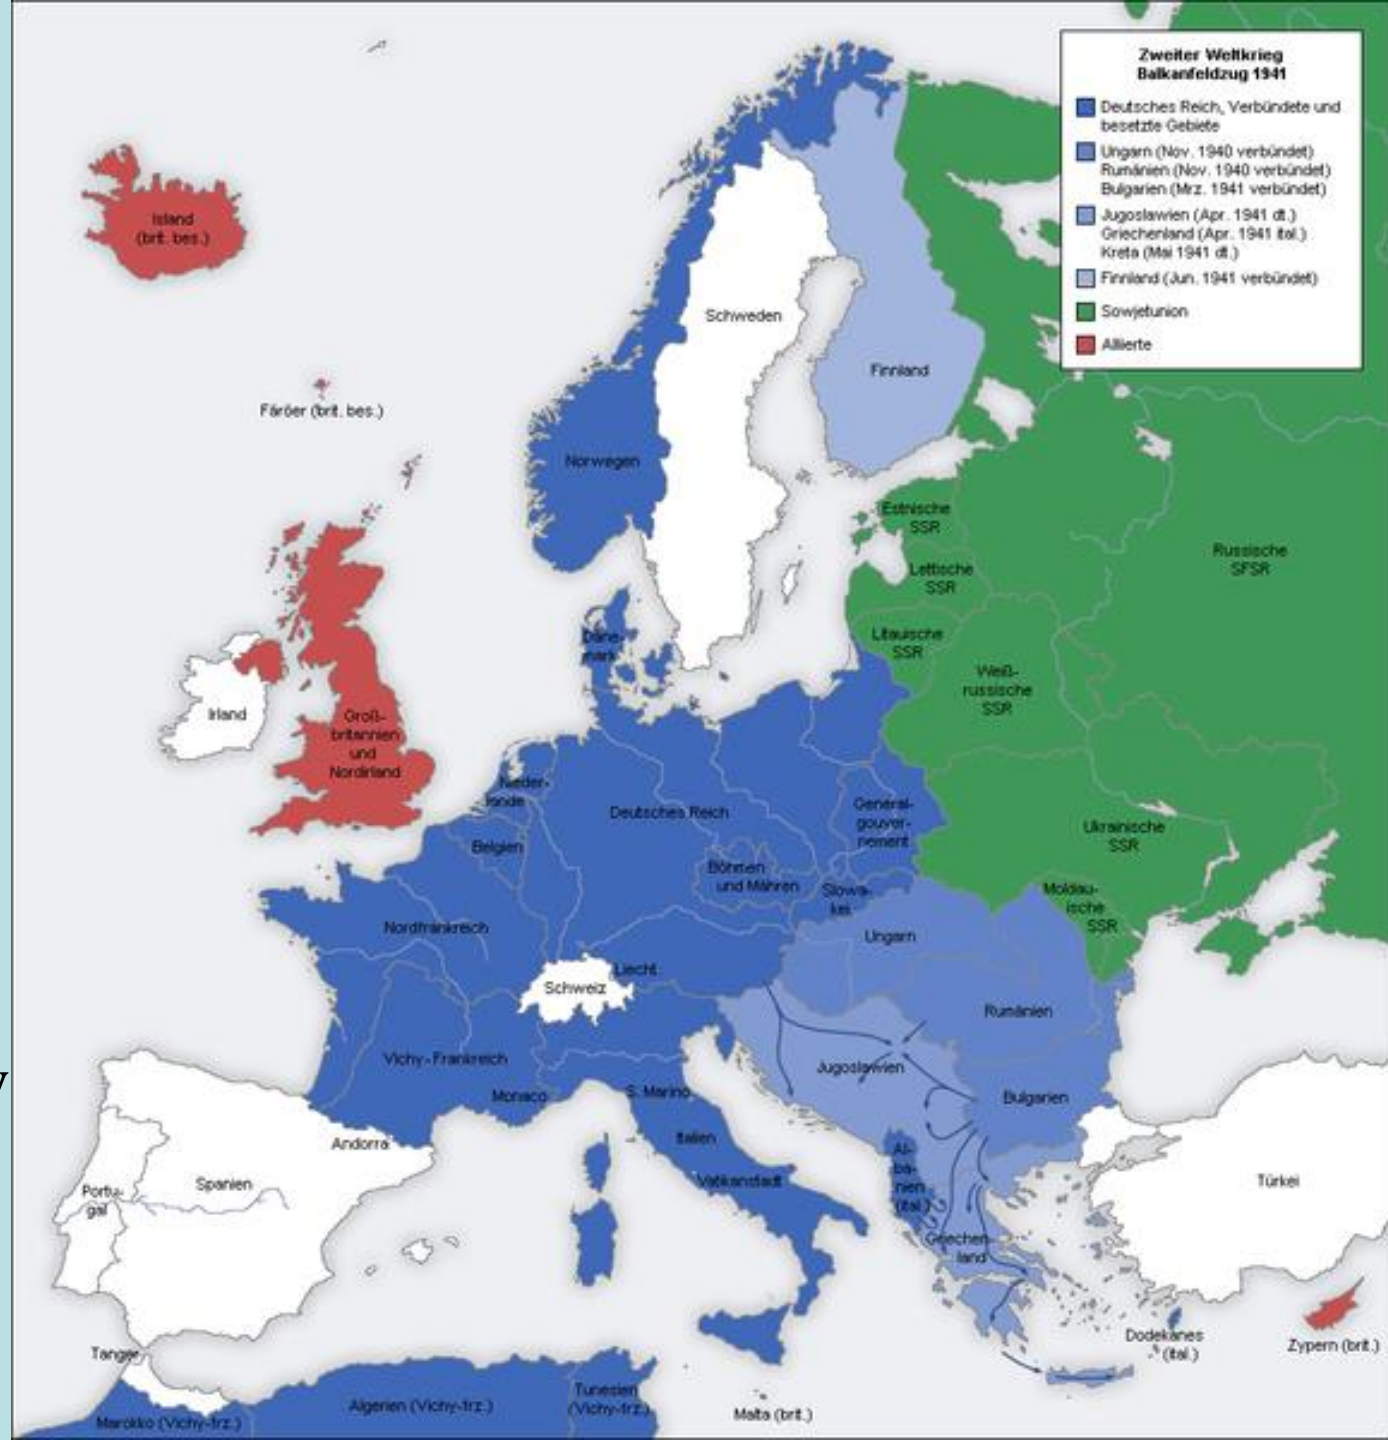 Zweiter Weltkrieg
Balkanfeldzug 1941
Deutsches Reich, Verbündete und
besetzte Gebiete
Ungarn (Nov. 1940 verbündet)
Rumänien (Nov. 1940 verbündet)
Bulgarien (Mrz. 1941 verbündet)
Jugoslawien (Apr. 1941 dt.)
Griechenland (Apr. 1941 ital.)
Kreta (Mai 1941 dt.)
Finnland (Jun. 1941 verbündet)
Sowjetunion
Alliierte
Island
(brit. bes.)
Schweden
Finnland
Färöer (brit. bes.)
Norwegen
Estnische
SSR
Lettische
SSR
Russische
SFSR
Litauische
SSR
Däne-
mark
Weiß-
russische
SSR
Irland
Groß-
britannien
und
Nordirland
Nieder-
lande
Deutsches Reich
General-
gouver-
nement
Ukrainische
SSR
Belgien
Böhmen
und Mähren
Slowa-
kei
Moldau-
ische
SSR
Nordfrankreich
Ungarn
Liecht.
Schweiz
Rumänien
Vichy-Frankreich
Jugoslawien
y
Monaco
S. Marino
Bulgarien
Andorra
Italien
Al-
ba-
nien
(ital.)
Vatikanstadt
Spanien
Portu-
gal
Türkei
Griechen-
land
Tanger
Dodekanes
(ital.)
Zypern (brit.)
Marokko (Vichy-frz.)
Algerien (Vichy-frz.)
Tunesien
(Vichy-frz.)
Malta (brit.)